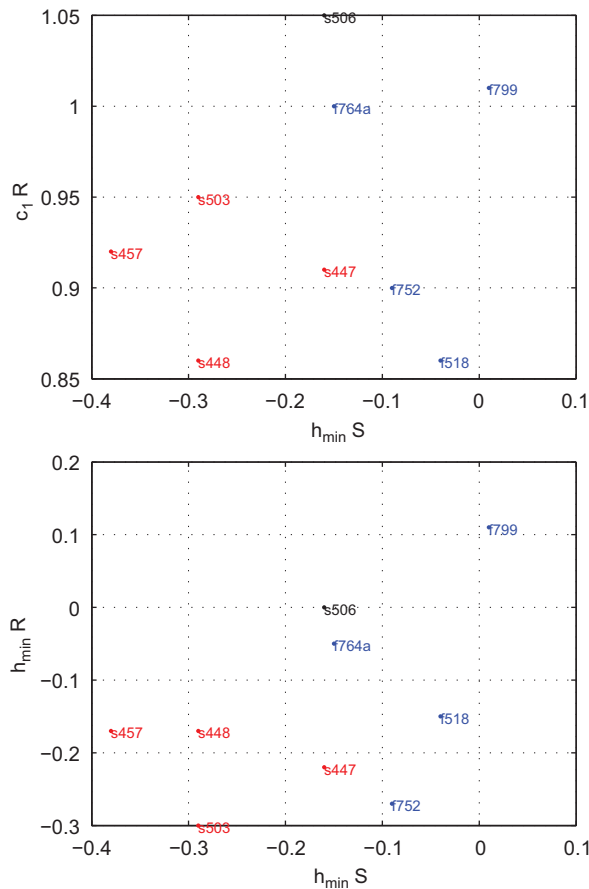 1.05
s506
f799
1
f764a
c₁ R
0.95
s503
s457
s447
0.9
f752
s448
f518
0.85
−0.4 −0.3 −0.2 −0.1 0 0.1
h_min S
0.2
0.1
f799
0
s506
h_min R
f764a
−0.1
f518
s457 s448
−0.2
s447
f752
−0.3
s503
−0.4 −0.3 −0.2 −0.1 0 0.1
h_min S